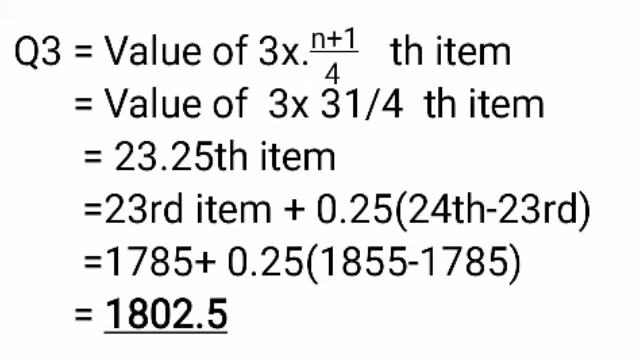 Q3 = Value of 3x.n+1/4 th item
= Value of 3x 31/4 th item
= 23.25th item
=23rd item + 0.25(24th-23rd)
=1785+ 0.25(1855-1785)
= 1802.5